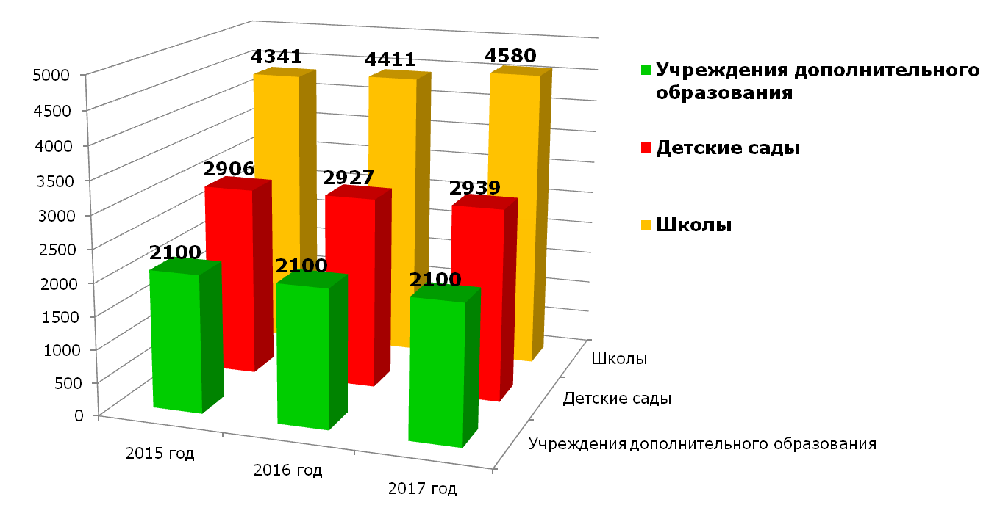 4341
4411
4580
2906
2927
2939
2100
2100
2100
5000
4500
4000
3500
3000
2500
2000
1500
1000
500
0
2015 год
2016 год
2017 год
Школы
Детские сады
Учреждения дополнительного образования
Учреждения дополнительного
образования
Детские сады
Школы